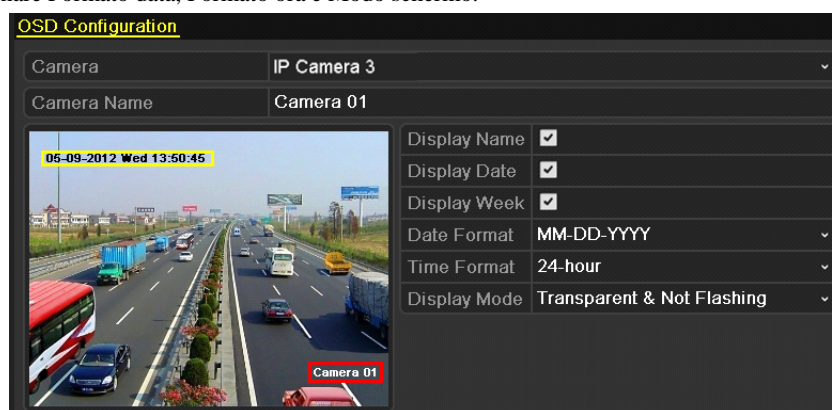 OSD Configuration
Camera IP Camera 3
Camera Name Camera 01
05-09-2012 Wed 13:50:45
Camera 01
Display Name
Display Date
Display Week
Date Format MM-DD-YYYY
Time Format 24-hour
Display Mode Transparent & Not Flashing